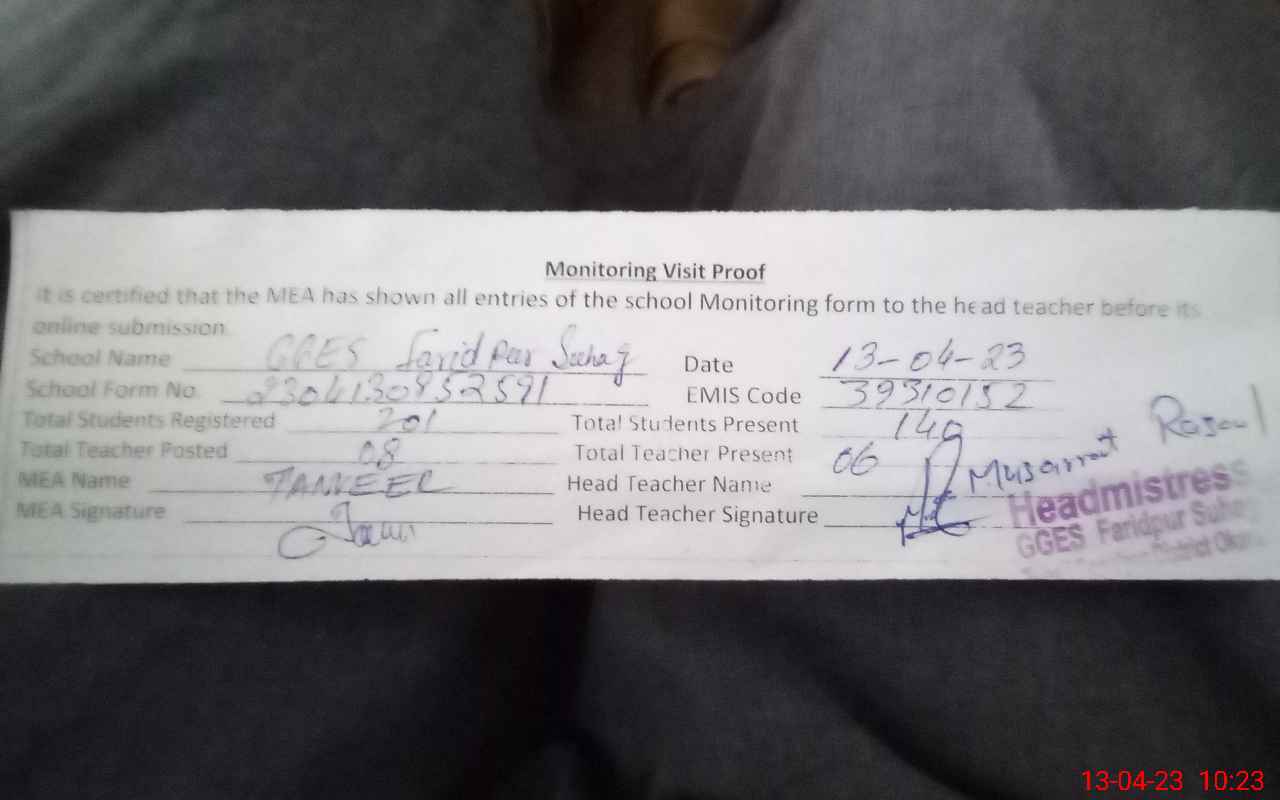 Monitoring Visit Proof
It is certified that the MEA has shown all entries of the school Monitoring form to the head teacher before its
online submission
School Name GGES Farid Pur Suhag Date 13-04-23
School Form No. 2304130852591 EMIS Code 39310152
Total Students Registered 201 Total Students Present 149
Total Teacher Posted 08 Total Teacher Present 06
MEA Name TANVEER Head Teacher Name Musarrat Rasool
MEA Signature Head Teacher Signature
Headmistress
GGES Faridpur Suhag
District
13-04-23 10:23